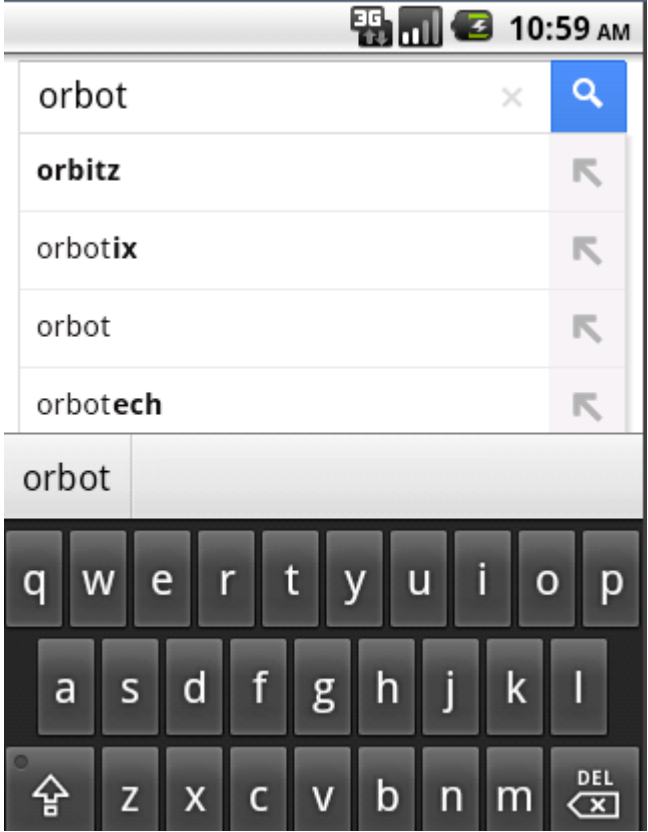 3G 10:59 AM
orbot ×
orbitz
orbotix
orbot
orbotech
orbot
q w e r t y u i o p
a s d f g h j k l
z x c v b n m DEL